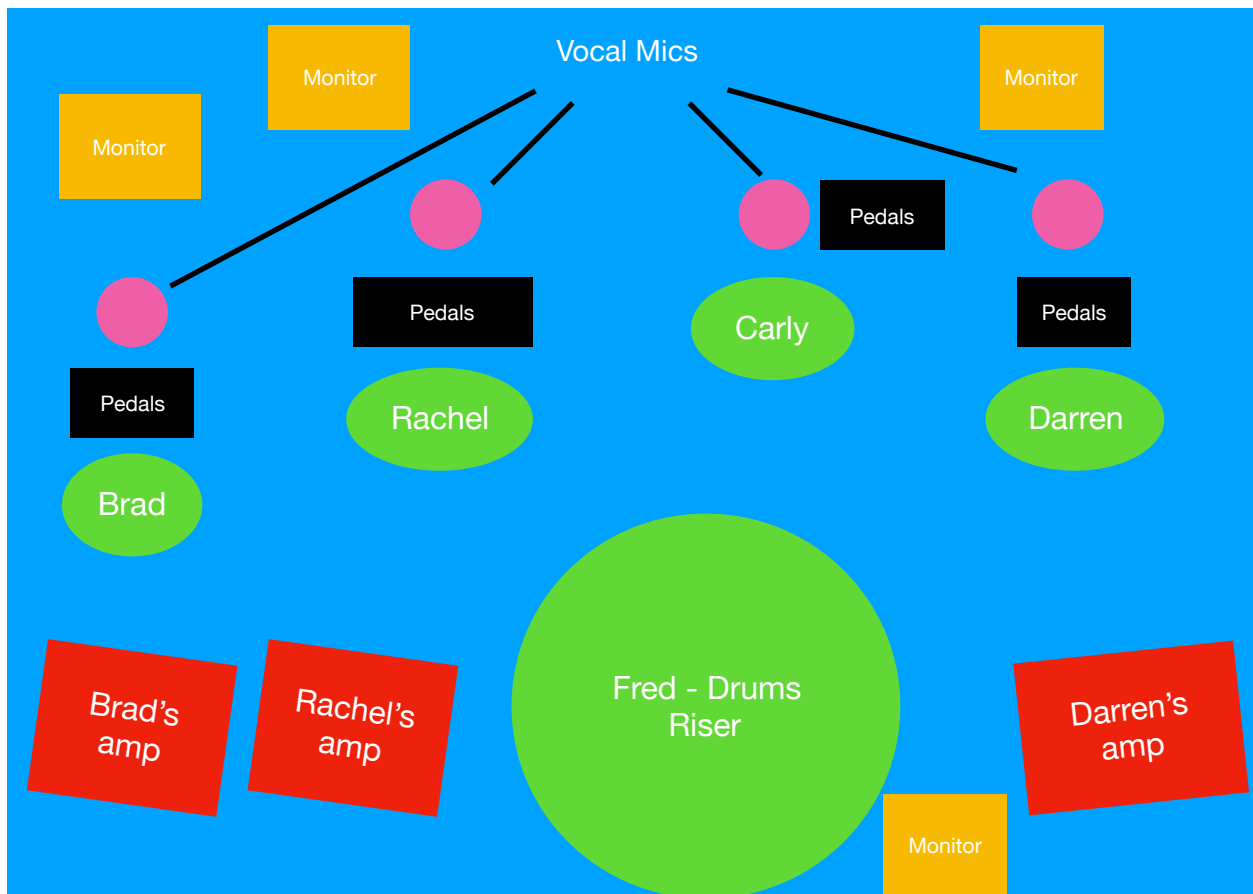 Vocal Mics
Monitor
Monitor
Monitor
Pedals
Pedals
Carly
Pedals
Pedals
Rachel
Darren
Brad
Fred - Drums
Riser
Brad’s
amp
Rachel’s
amp
Darren’s
amp
Monitor